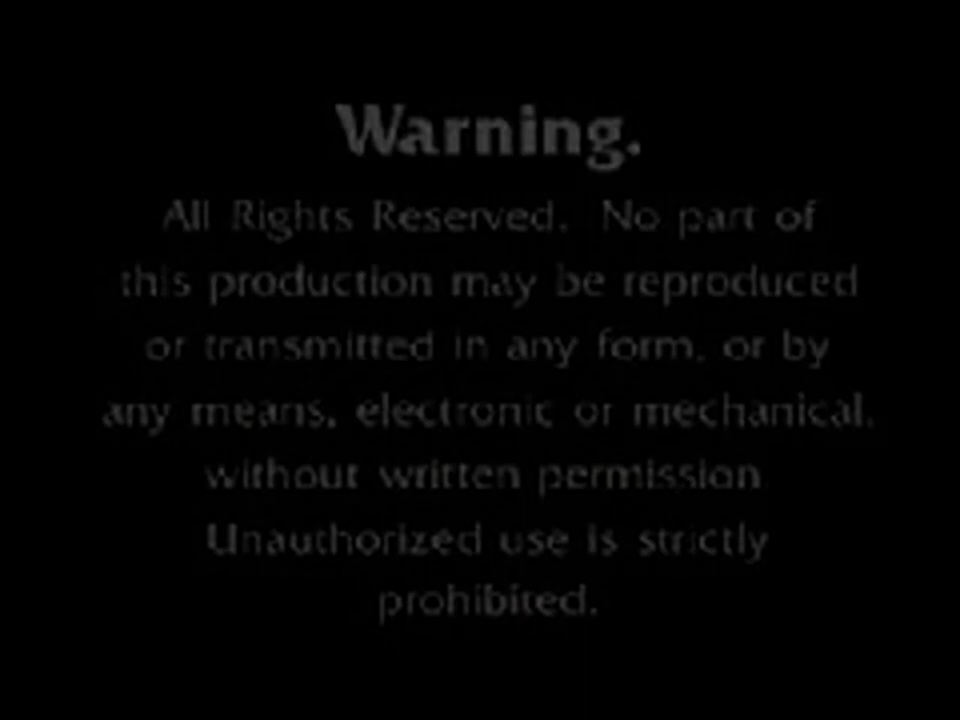 Warning.
All Rights Reserved. No part of
this production may be reproduced
or transmitted in any form, or by
any means, electronic or mechanical,
without written permission
Unauthorized use is strictly
prohibited.